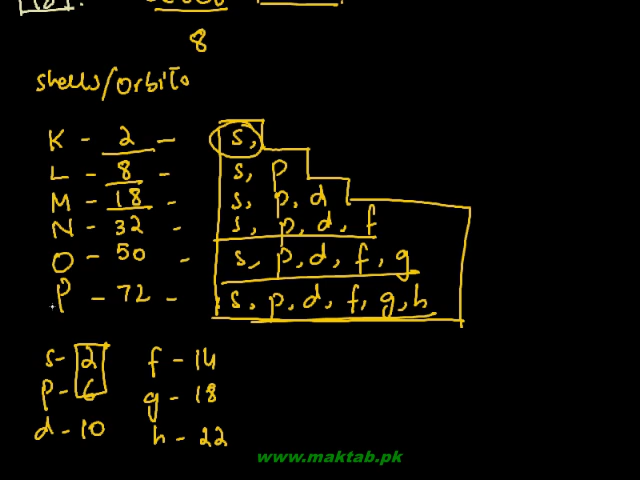 8
shells/orbits
K - 2 - s,
L - 8 - s, p
M - 18 - s, p, d
N - 32 - s, p, d, f
O - 50 - s, p, d, f, g
P - 72 - s, p, d, f, g, h
s - 2 f - 14
p - 6 g - 18
d - 10 h - 22
www.maktab.pk